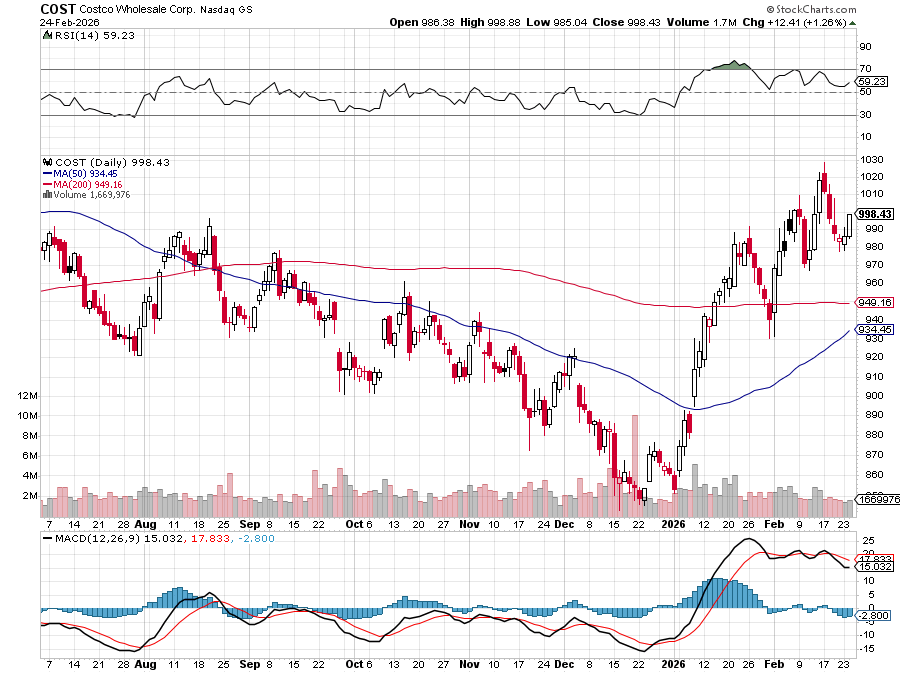 COST Costco Wholesale Corp. Nasdaq GS © StockCharts.com
24-Feb-2026 Open 986.38 High 998.88 Low 985.04 Close 998.43 Volume 1.7M Chg +12.41 (+1.26%)
RSI(14) 59.23
90
70
59.23
50
30
10
COST (Daily) 998.43
MA(50) 934.45
MA(200) 949.16
Volume 1,669,976
1030
1020
1010
998.43
990
980
970
960
949.16
940
934.45
930
920
910
900
890
880
870
860
1669976
12M
10M
8M
6M
4M
2M
7 14 21 28 Aug 11 18 25 Sep 8 15 22 Oct 6 13 20 27 Nov 10 17 24 Dec 8 15 22 2026 12 20 26 Feb 9 17 23
MACD(12,26,9) 15.032, 17.833, -2.800
25
20
17.833
15.032
10
5
0
-2.800
-5
-10
-15
7 14 21 28 Aug 11 18 25 Sep 8 15 22 Oct 6 13 20 27 Nov 10 17 24 Dec 8 15 22 2026 12 20 26 Feb 9 17 23